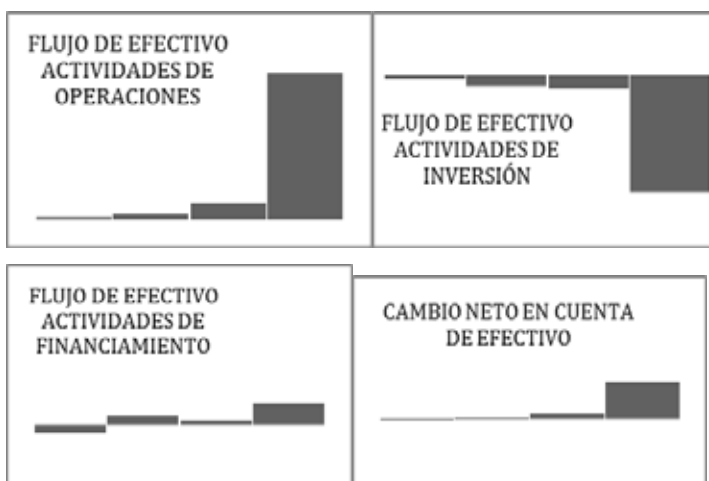 FLUJO DE EFECTIVO
ACTIVIDADES DE
OPERACIONES
FLUJO DE EFECTIVO
ACTIVIDADES DE
INVERSIÓN
FLUJO DE EFECTIVO
ACTIVIDADES DE
FINANCIAMIENTO
CAMBIO NETO EN CUENTA
DE EFECTIVO